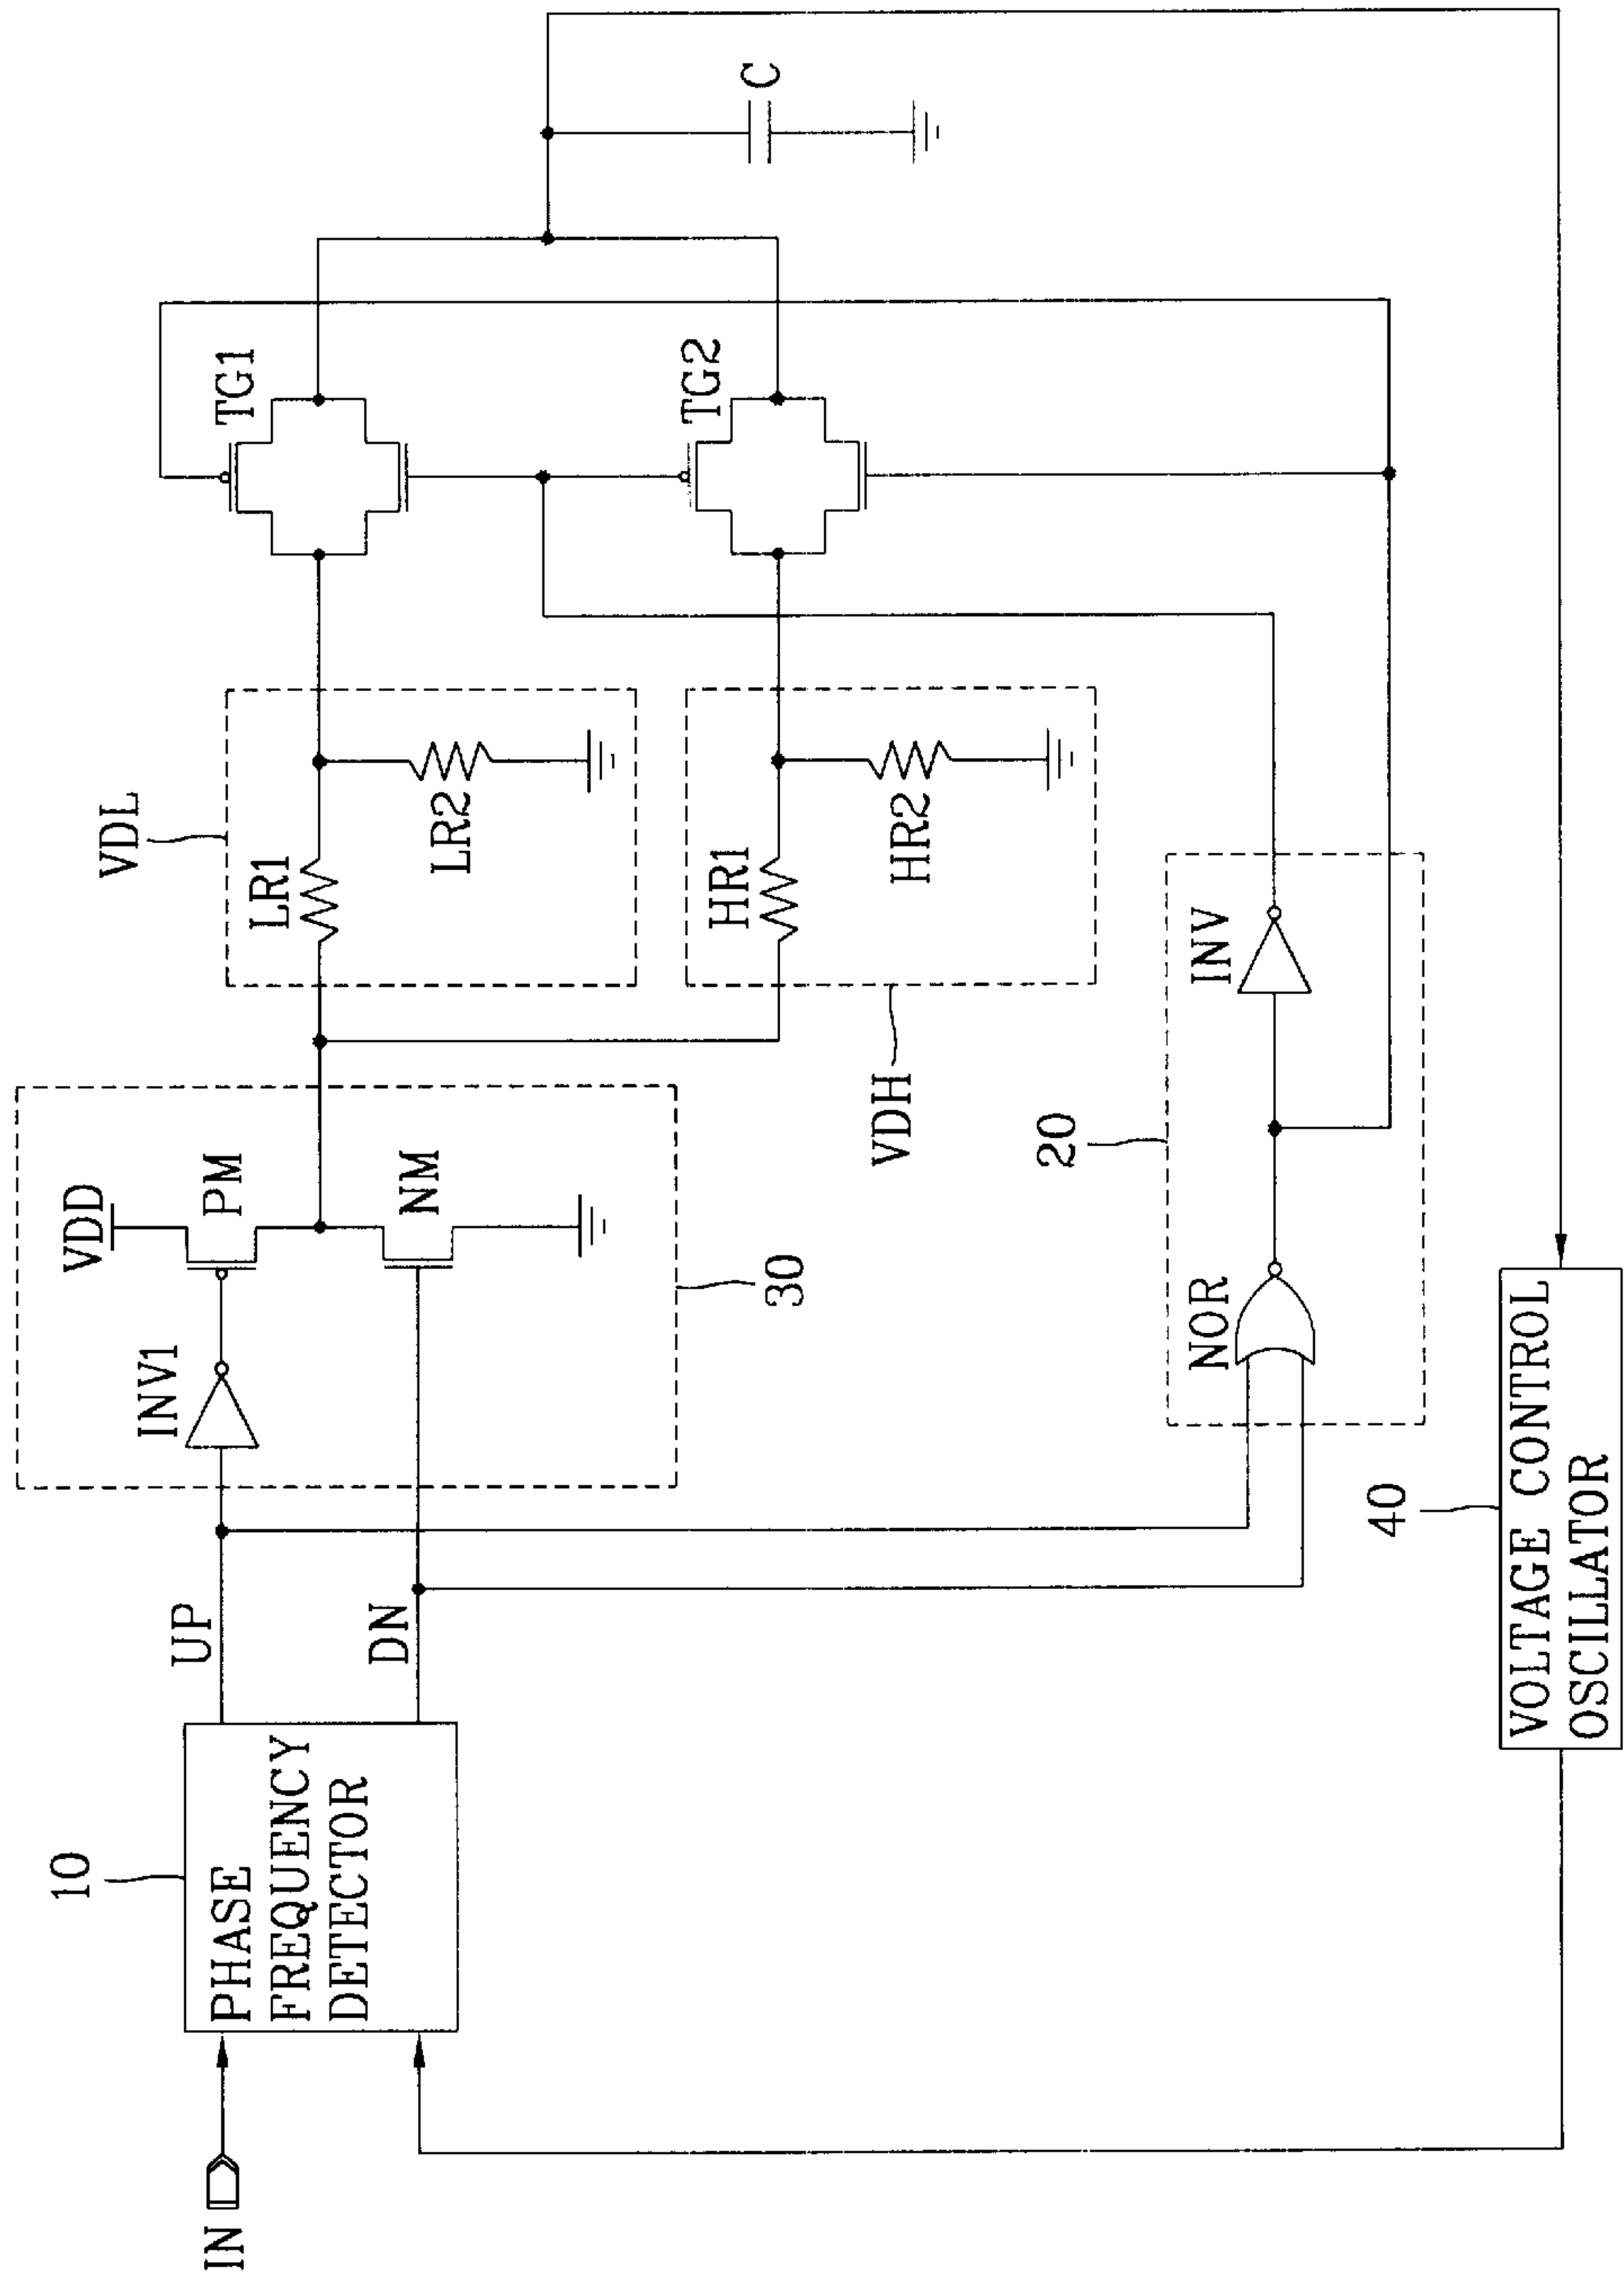 IN
10
PHASE
FREQUENCY
DETECTOR
UP
DN
INV1
VDD
PM
NM
30
VDL
LR1
LR2
VDH
HR1
HR2
TG1
TG2
C
20
NOR
INV
40
VOLTAGE CONTROL
OSCILLATOR